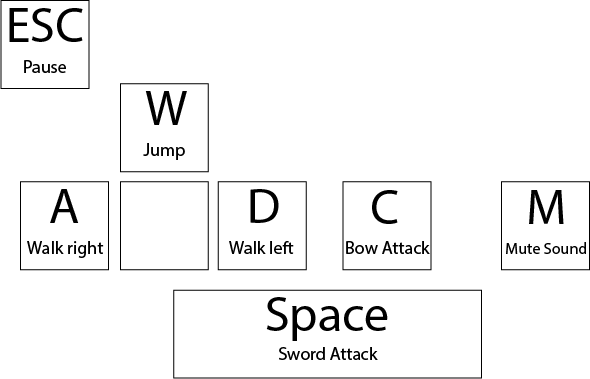 ESC
Pause
W
Jump
A
Walk right
D
Walk left
C
Bow Attack
M
Mute Sound
Space
Sword Attack